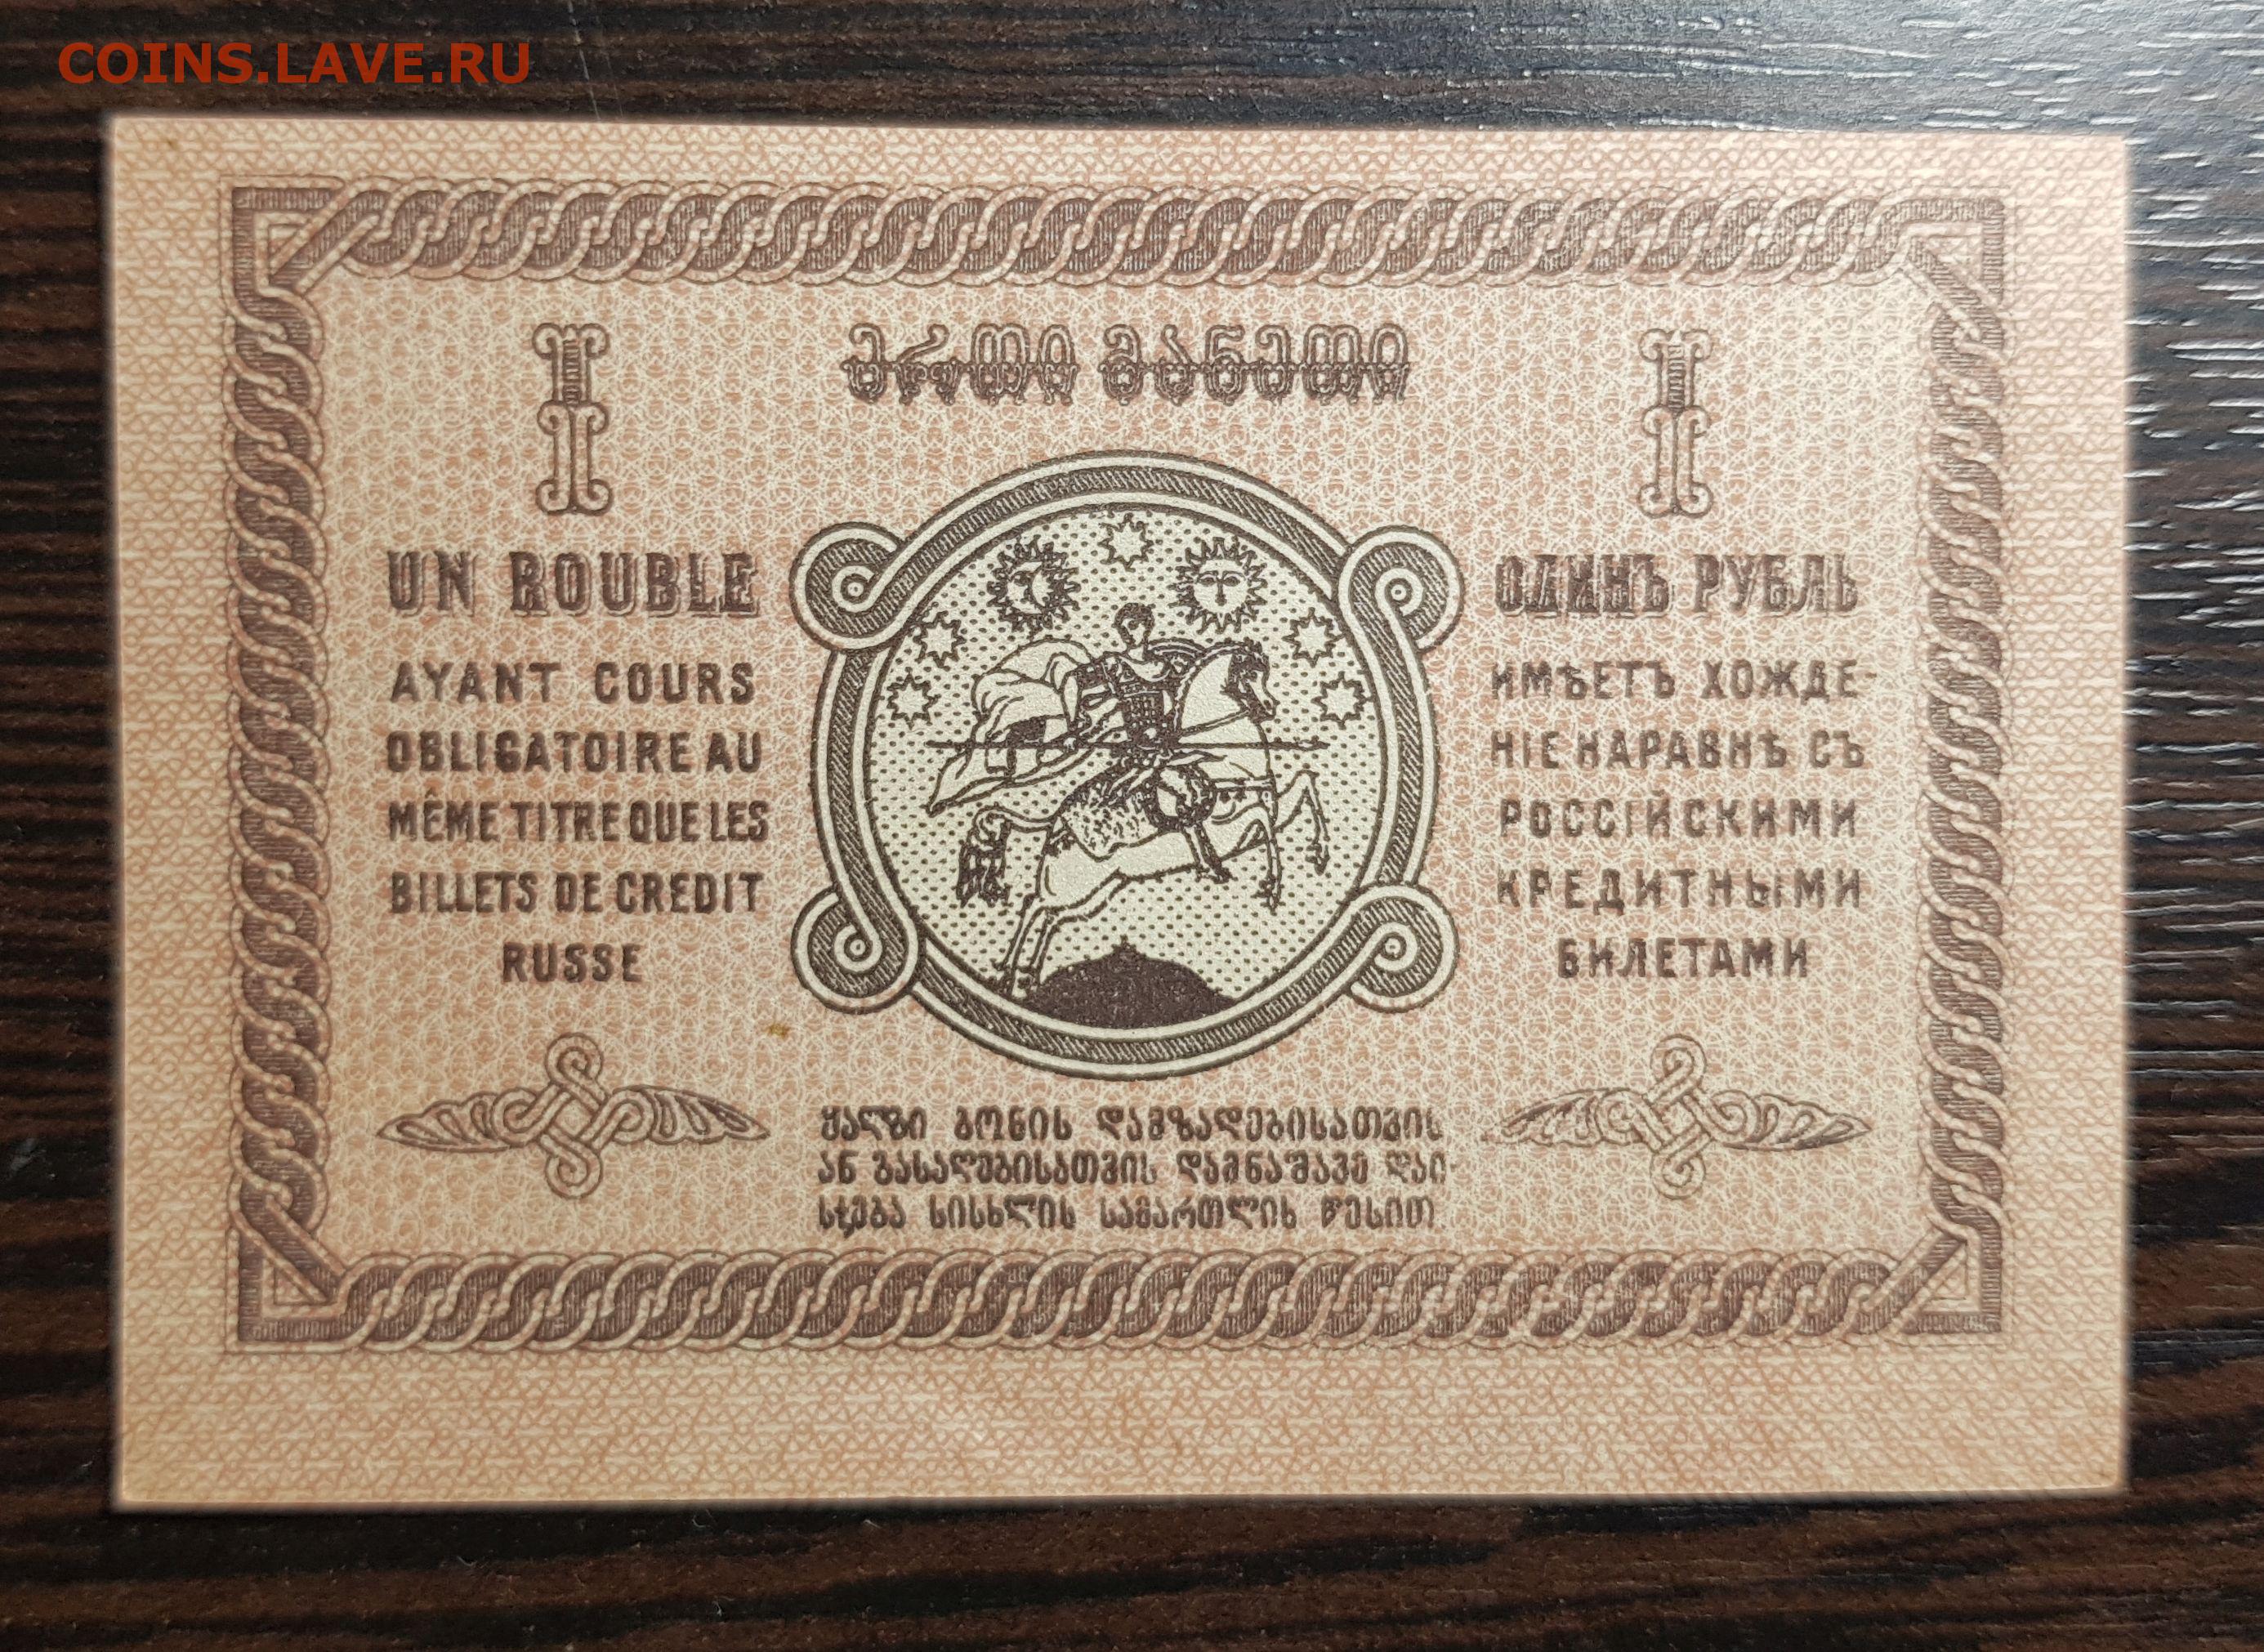 COINS.LAVE.RU
ერთი მანეთი
I
I
UN ROUBLE
AYANT COURS
OBLIGATOIRE AU
MÊME TITRE QUE LES
BILLETS DE CREDIT
RUSSE
ОДИНЪ РУБЛЬ
ИМѢЕТЪ ХОЖДЕ-
НІЕ НАРАВНѢ СЪ
РОССІЙСКИМИ
КРЕДИТНЫМИ
БИЛЕТАМИ
ყალბი ბონის დამზადებისათვის
ან გასაღებისათვის დამნაშავე დაი-
სჯება სისხლის სამართლის წესით.